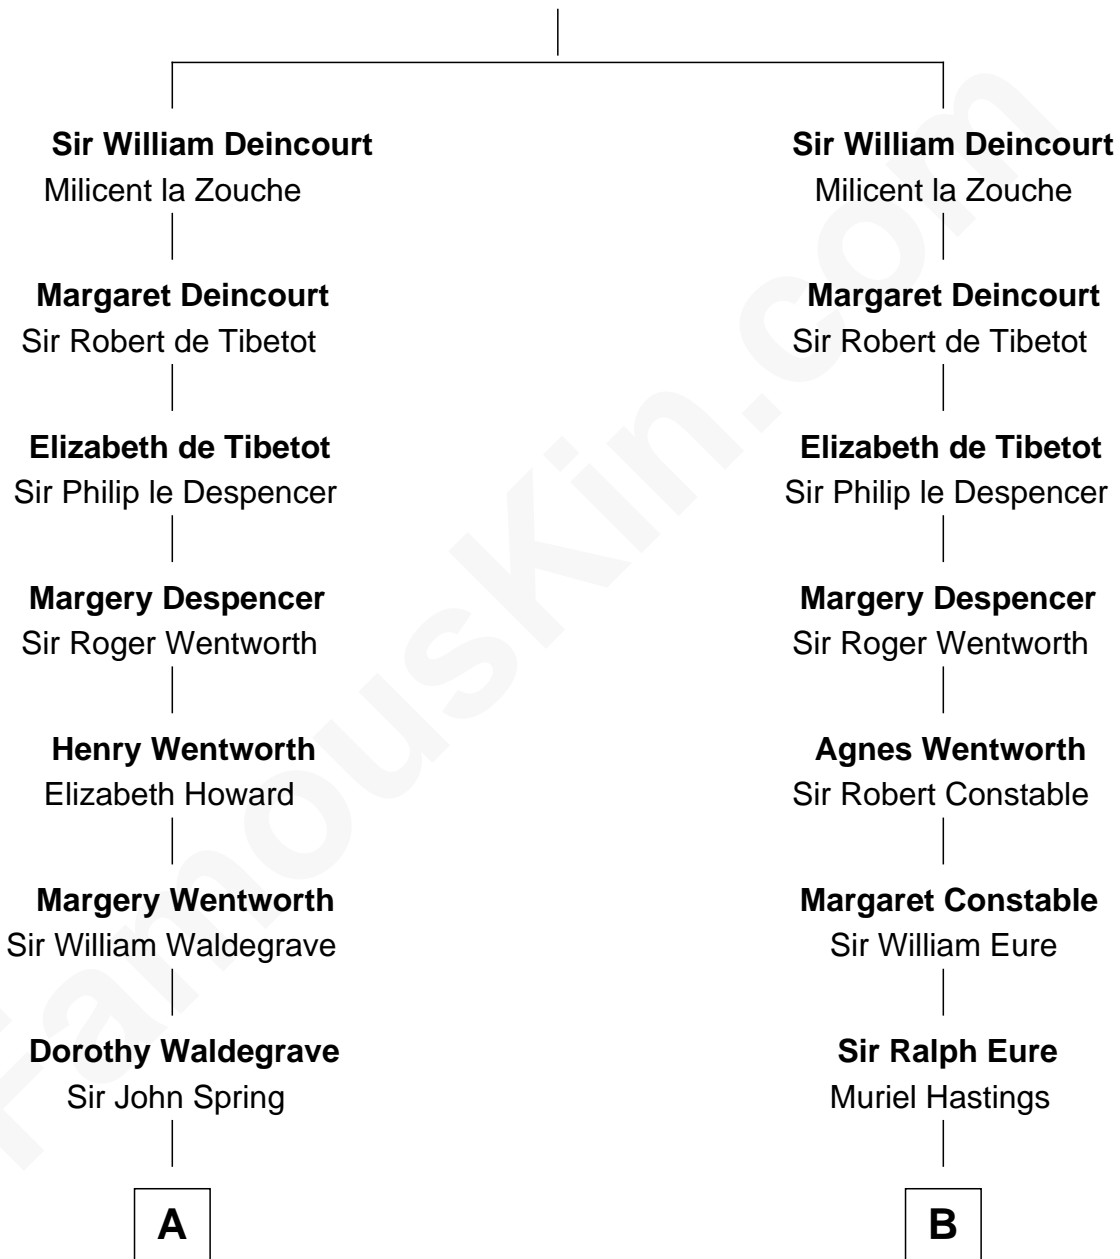 Sir William Deincourt
Milicent la Zouche
Margaret Deincourt
Sir Robert de Tibetot
Elizabeth de Tibetot
Sir Philip le Despencer
Margery Despencer
Sir Roger Wentworth
Henry Wentworth
Elizabeth Howard
Margery Wentworth
Sir William Waldegrave
Dorothy Waldegrave
Sir John Spring
A
Sir William Deincourt
Milicent la Zouche
Margaret Deincourt
Sir Robert de Tibetot
Elizabeth de Tibetot
Sir Philip le Despencer
Margery Despencer
Sir Roger Wentworth
Agnes Wentworth
Sir Robert Constable
Margaret Constable
Sir William Eure
Sir Ralph Eure
Muriel Hastings
B
FamousKin.com